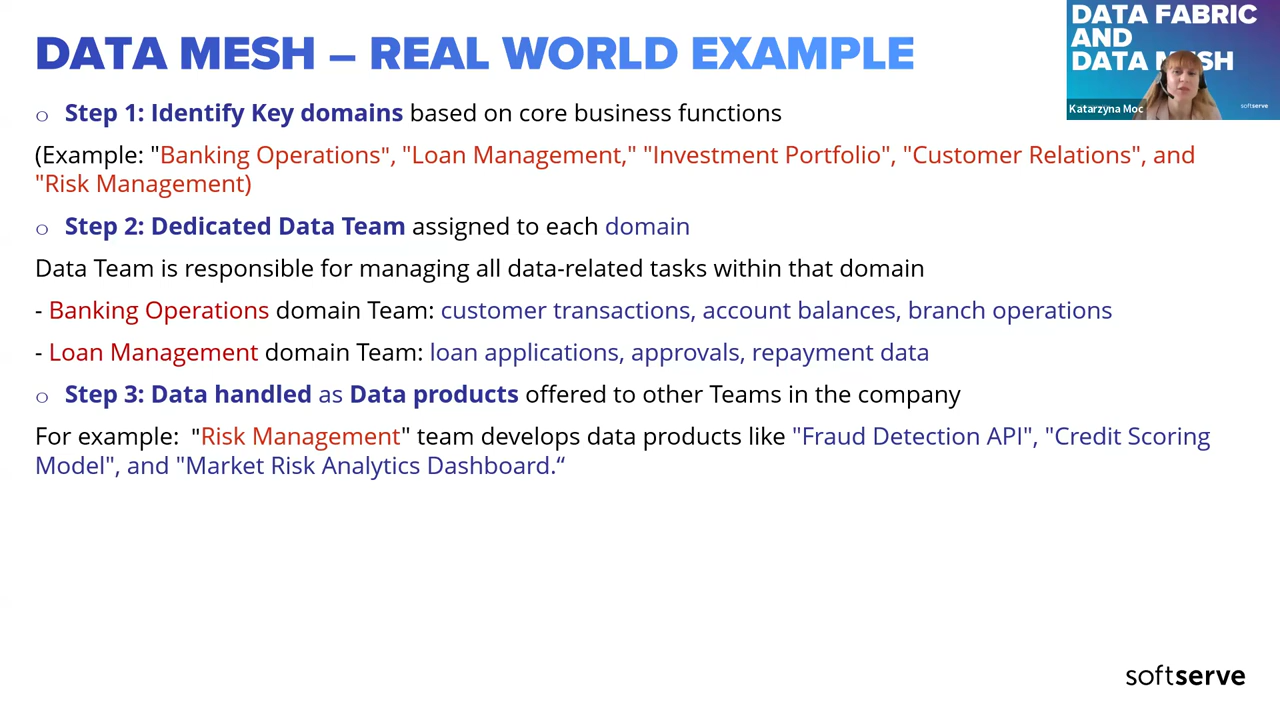 DATA MESH – REAL WORLD EXAMPLE
DATA FABRIC
AND
DATA MESH
Katarzyna Moc
softserve
o Step 1: Identify Key domains based on core business functions
(Example: "Banking Operations", "Loan Management," "Investment Portfolio", "Customer Relations", and
"Risk Management)
o Step 2: Dedicated Data Team assigned to each domain
Data Team is responsible for managing all data-related tasks within that domain
- Banking Operations domain Team: customer transactions, account balances, branch operations
- Loan Management domain Team: loan applications, approvals, repayment data
o Step 3: Data handled as Data products offered to other Teams in the company
For example: "Risk Management" team develops data products like "Fraud Detection API", "Credit Scoring
Model", and "Market Risk Analytics Dashboard.“
softserve